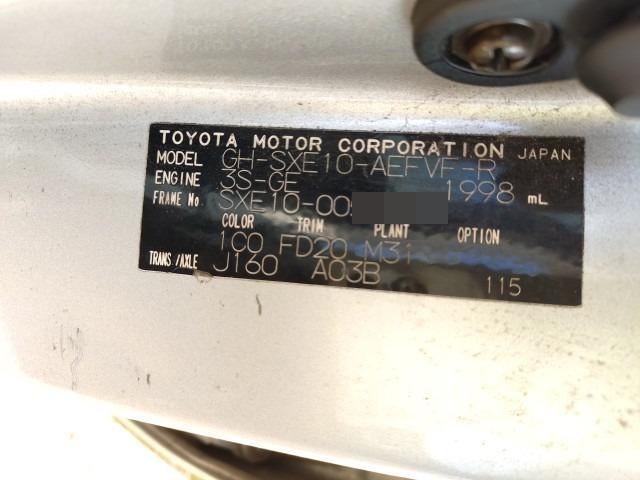 TOYOTA MOTOR CORPORATION JAPAN
MODEL GH-SXE10-AEFVF-R
ENGINE 3S-GE 1998 mL
FRAME No. SXE10-00
COLOR TRIM PLANT OPTION
1C0 FD20 M31
TRANS/AXLE J160 A03B 115